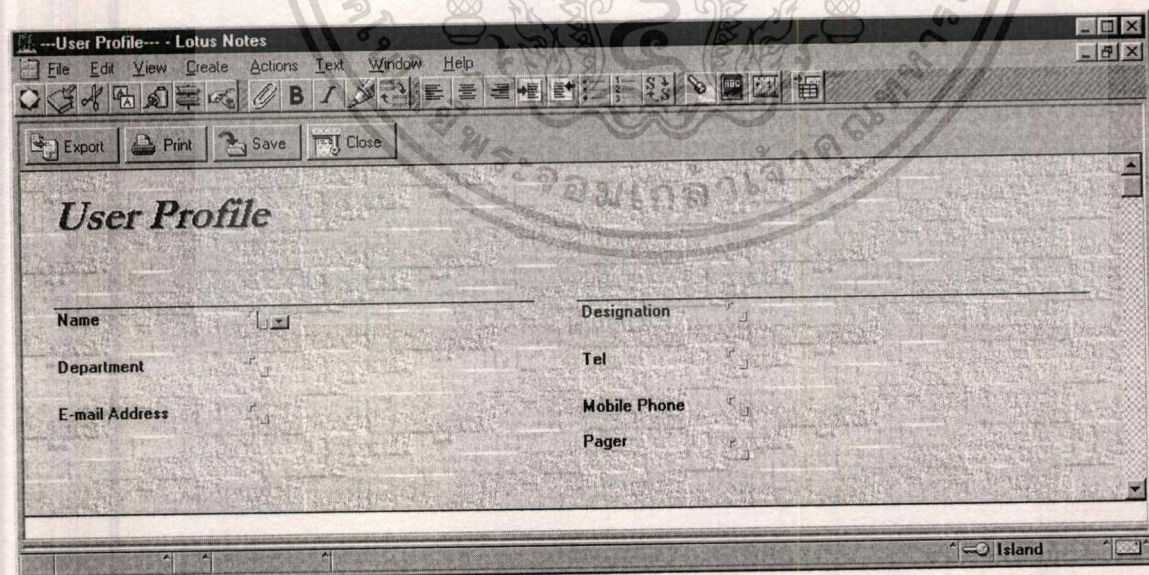 ---User Profile--- - Lotus Notes
File Edit View Create Actions Text Window Help
Export Print Save Close
User Profile
Name
Department
E-mail Address
Designation
Tel
Mobile Phone
Pager
Island